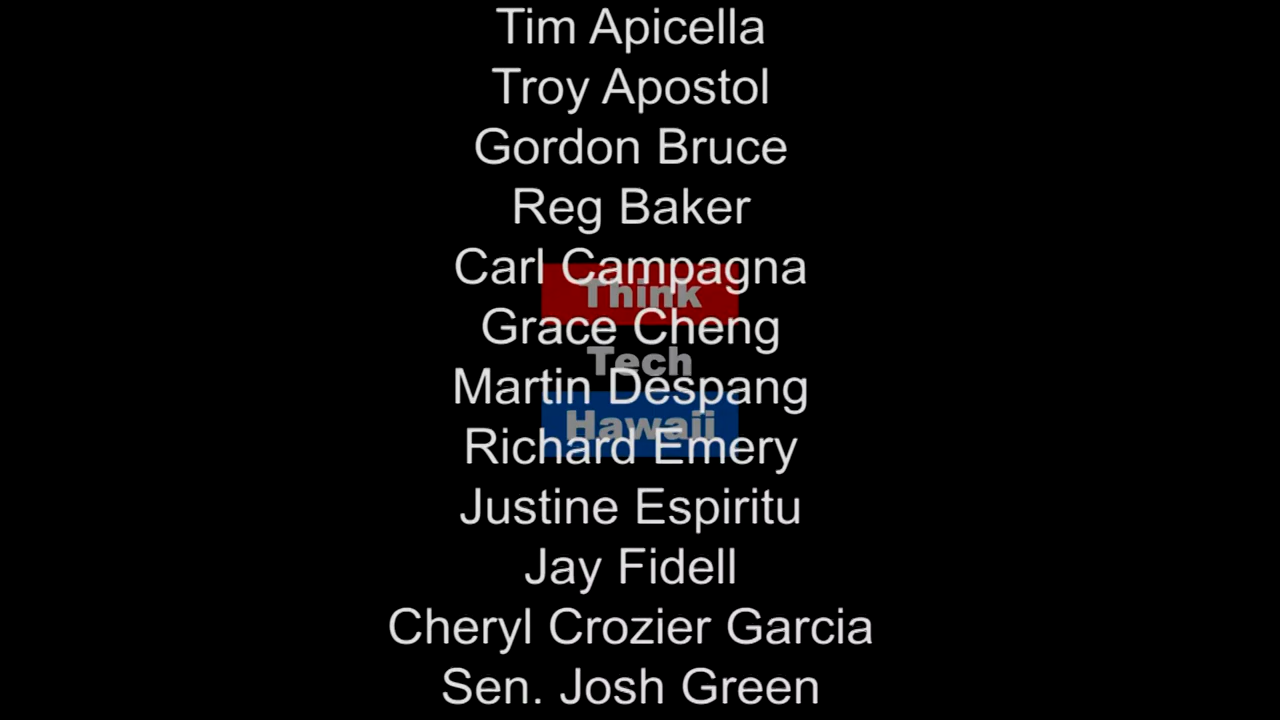 Tim Apicella
Troy Apostol
Gordon Bruce
Reg Baker
Carl Campagna
Think
Grace Cheng
Tech
Martin Despang
Hawaii
Richard Emery
Justine Espiritu
Jay Fidell
Cheryl Crozier Garcia
Sen. Josh Green